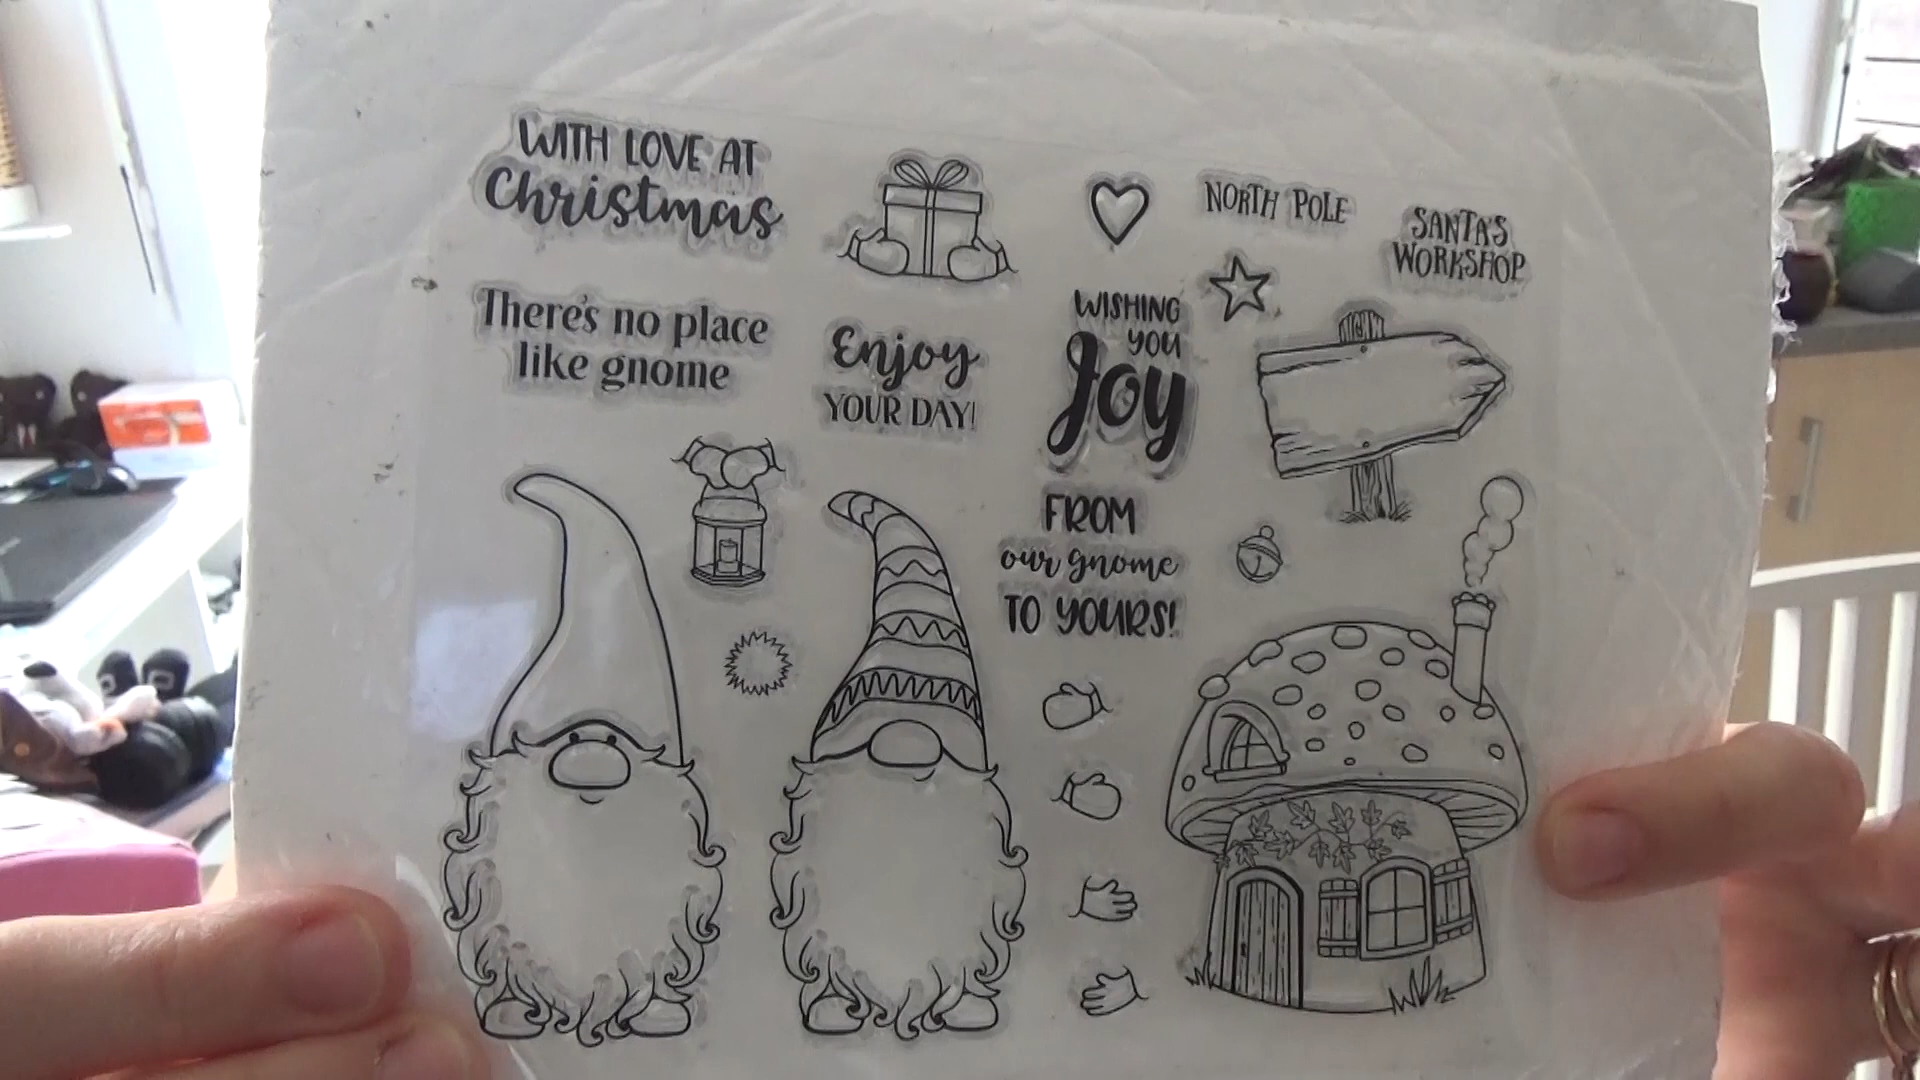 WITH LOVE AT
Christmas
NORTH POLE
SANTA'S
WORKSHOP
There's no place
like gnome
Enjoy
YOUR DAY!
WISHING
YOU
Joy
FROM
our gnome
TO YOURS!